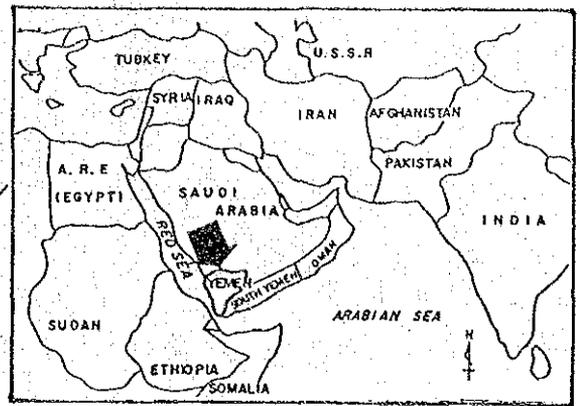 U.S.S.R
TURKEY
SYRIA
IRAQ
IRAN
AFGHANISTAN
PAKISTAN
A.R.E
(EGYPT)
SAUDI
ARABIA
INDIA
RED SEA
YEMEN
SOUTH YEMEN
OMAN
ARABIAN SEA
SUDAN
N
ETHIOPIA
SOMALIA